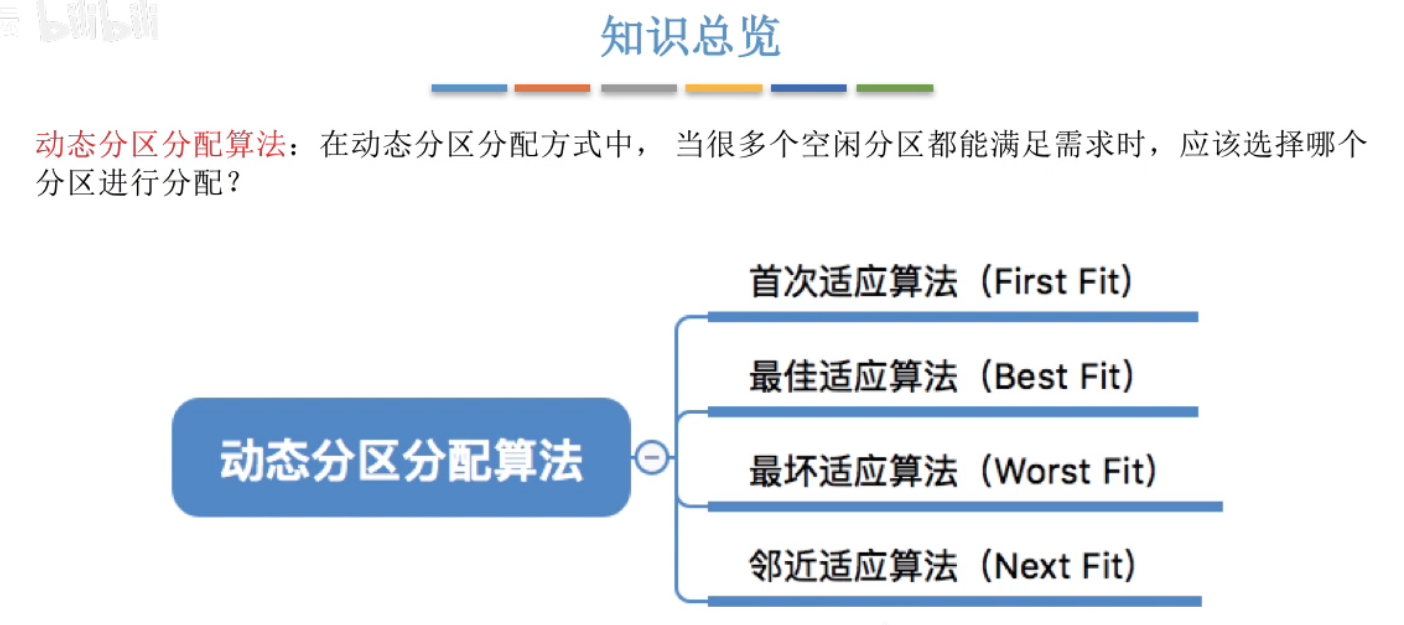 bilibili
知识总览
动态分区分配算法：在动态分区分配方式中， 当很多个空闲分区都能满足需求时，应该选择哪个
分区进行分配？
首次适应算法（First Fit）
最佳适应算法（Best Fit）
动态分区分配算法
最坏适应算法（Worst Fit）
邻近适应算法（Next Fit）